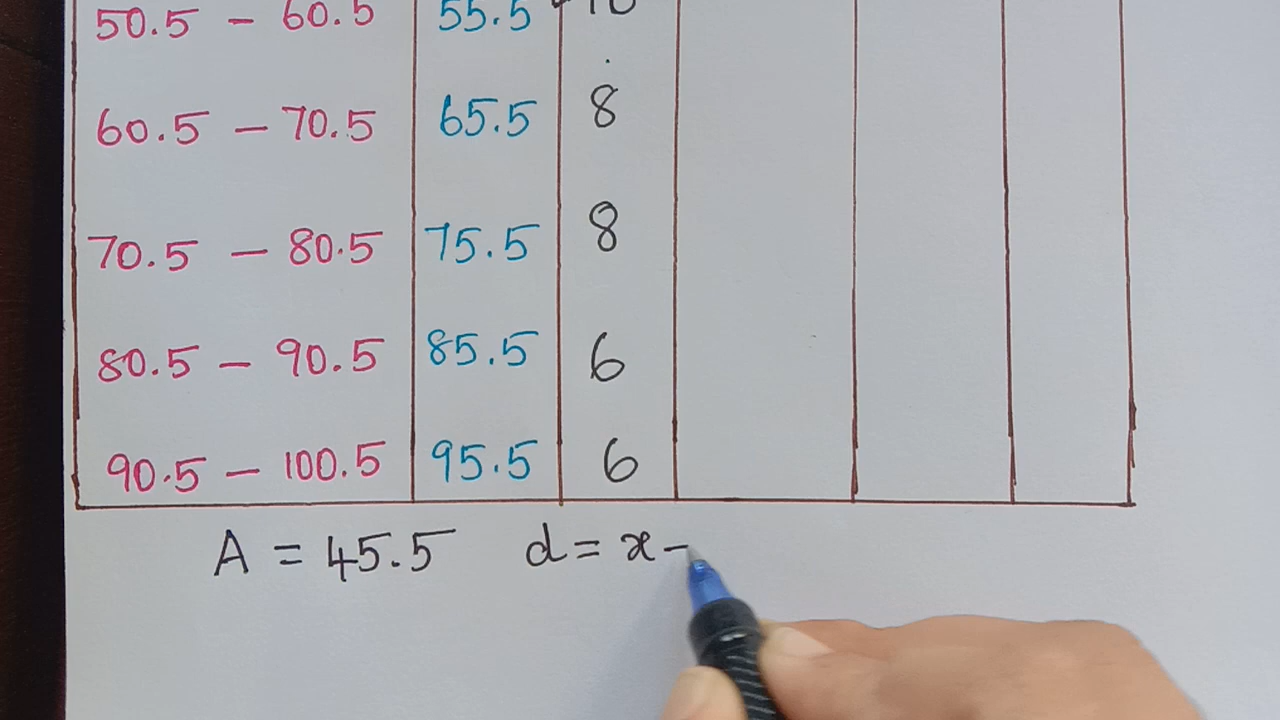 50.5 – 60.5 55.5
60.5 – 70.5 65.5 8
70.5 – 80.5 75.5 8
80.5 – 90.5 85.5 6
90.5 – 100.5 95.5 6
A = 45.5 d = x –